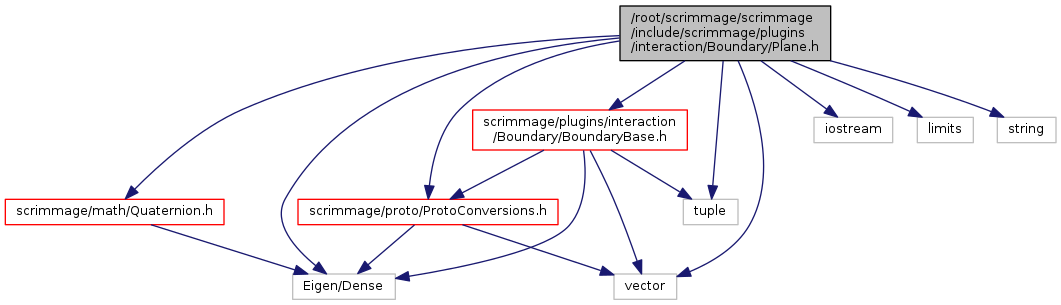 /root/scrimmage/scrimmage
/include/scrimmage/plugins
/interaction/Boundary/Plane.h
scrimmage/plugins/interaction
/Boundary/BoundaryBase.h
iostream
limits
string
scrimmage/math/Quaternion.h
scrimmage/proto/ProtoConversions.h
tuple
Eigen/Dense
vector